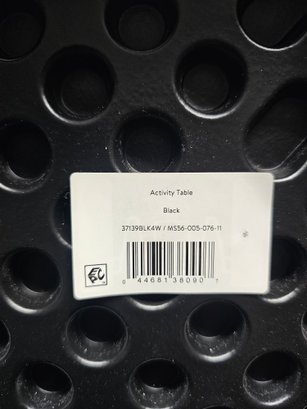 Activity Table
Black
37139BLK4W / MS56-005-076-11
0 44681 38090 1